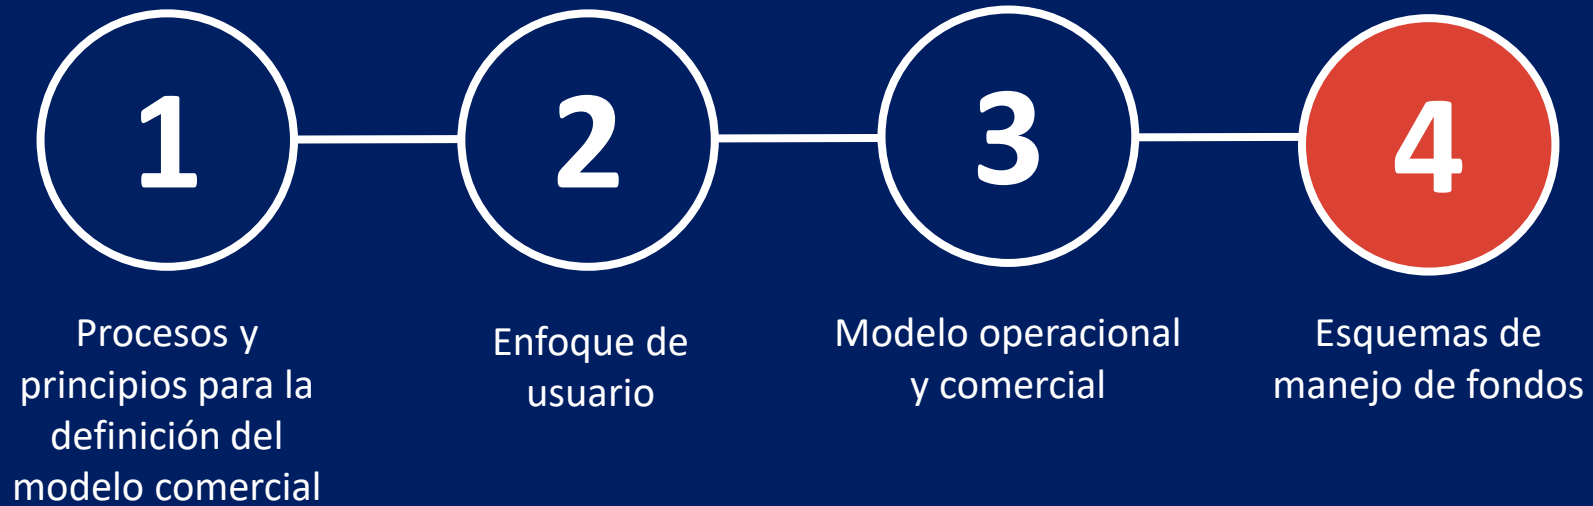 1
2
3
4
Procesos y
principios para la
definición del
modelo comercial
Enfoque de
usuario
Modelo operacional
y comercial
Esquemas de
manejo de fondos